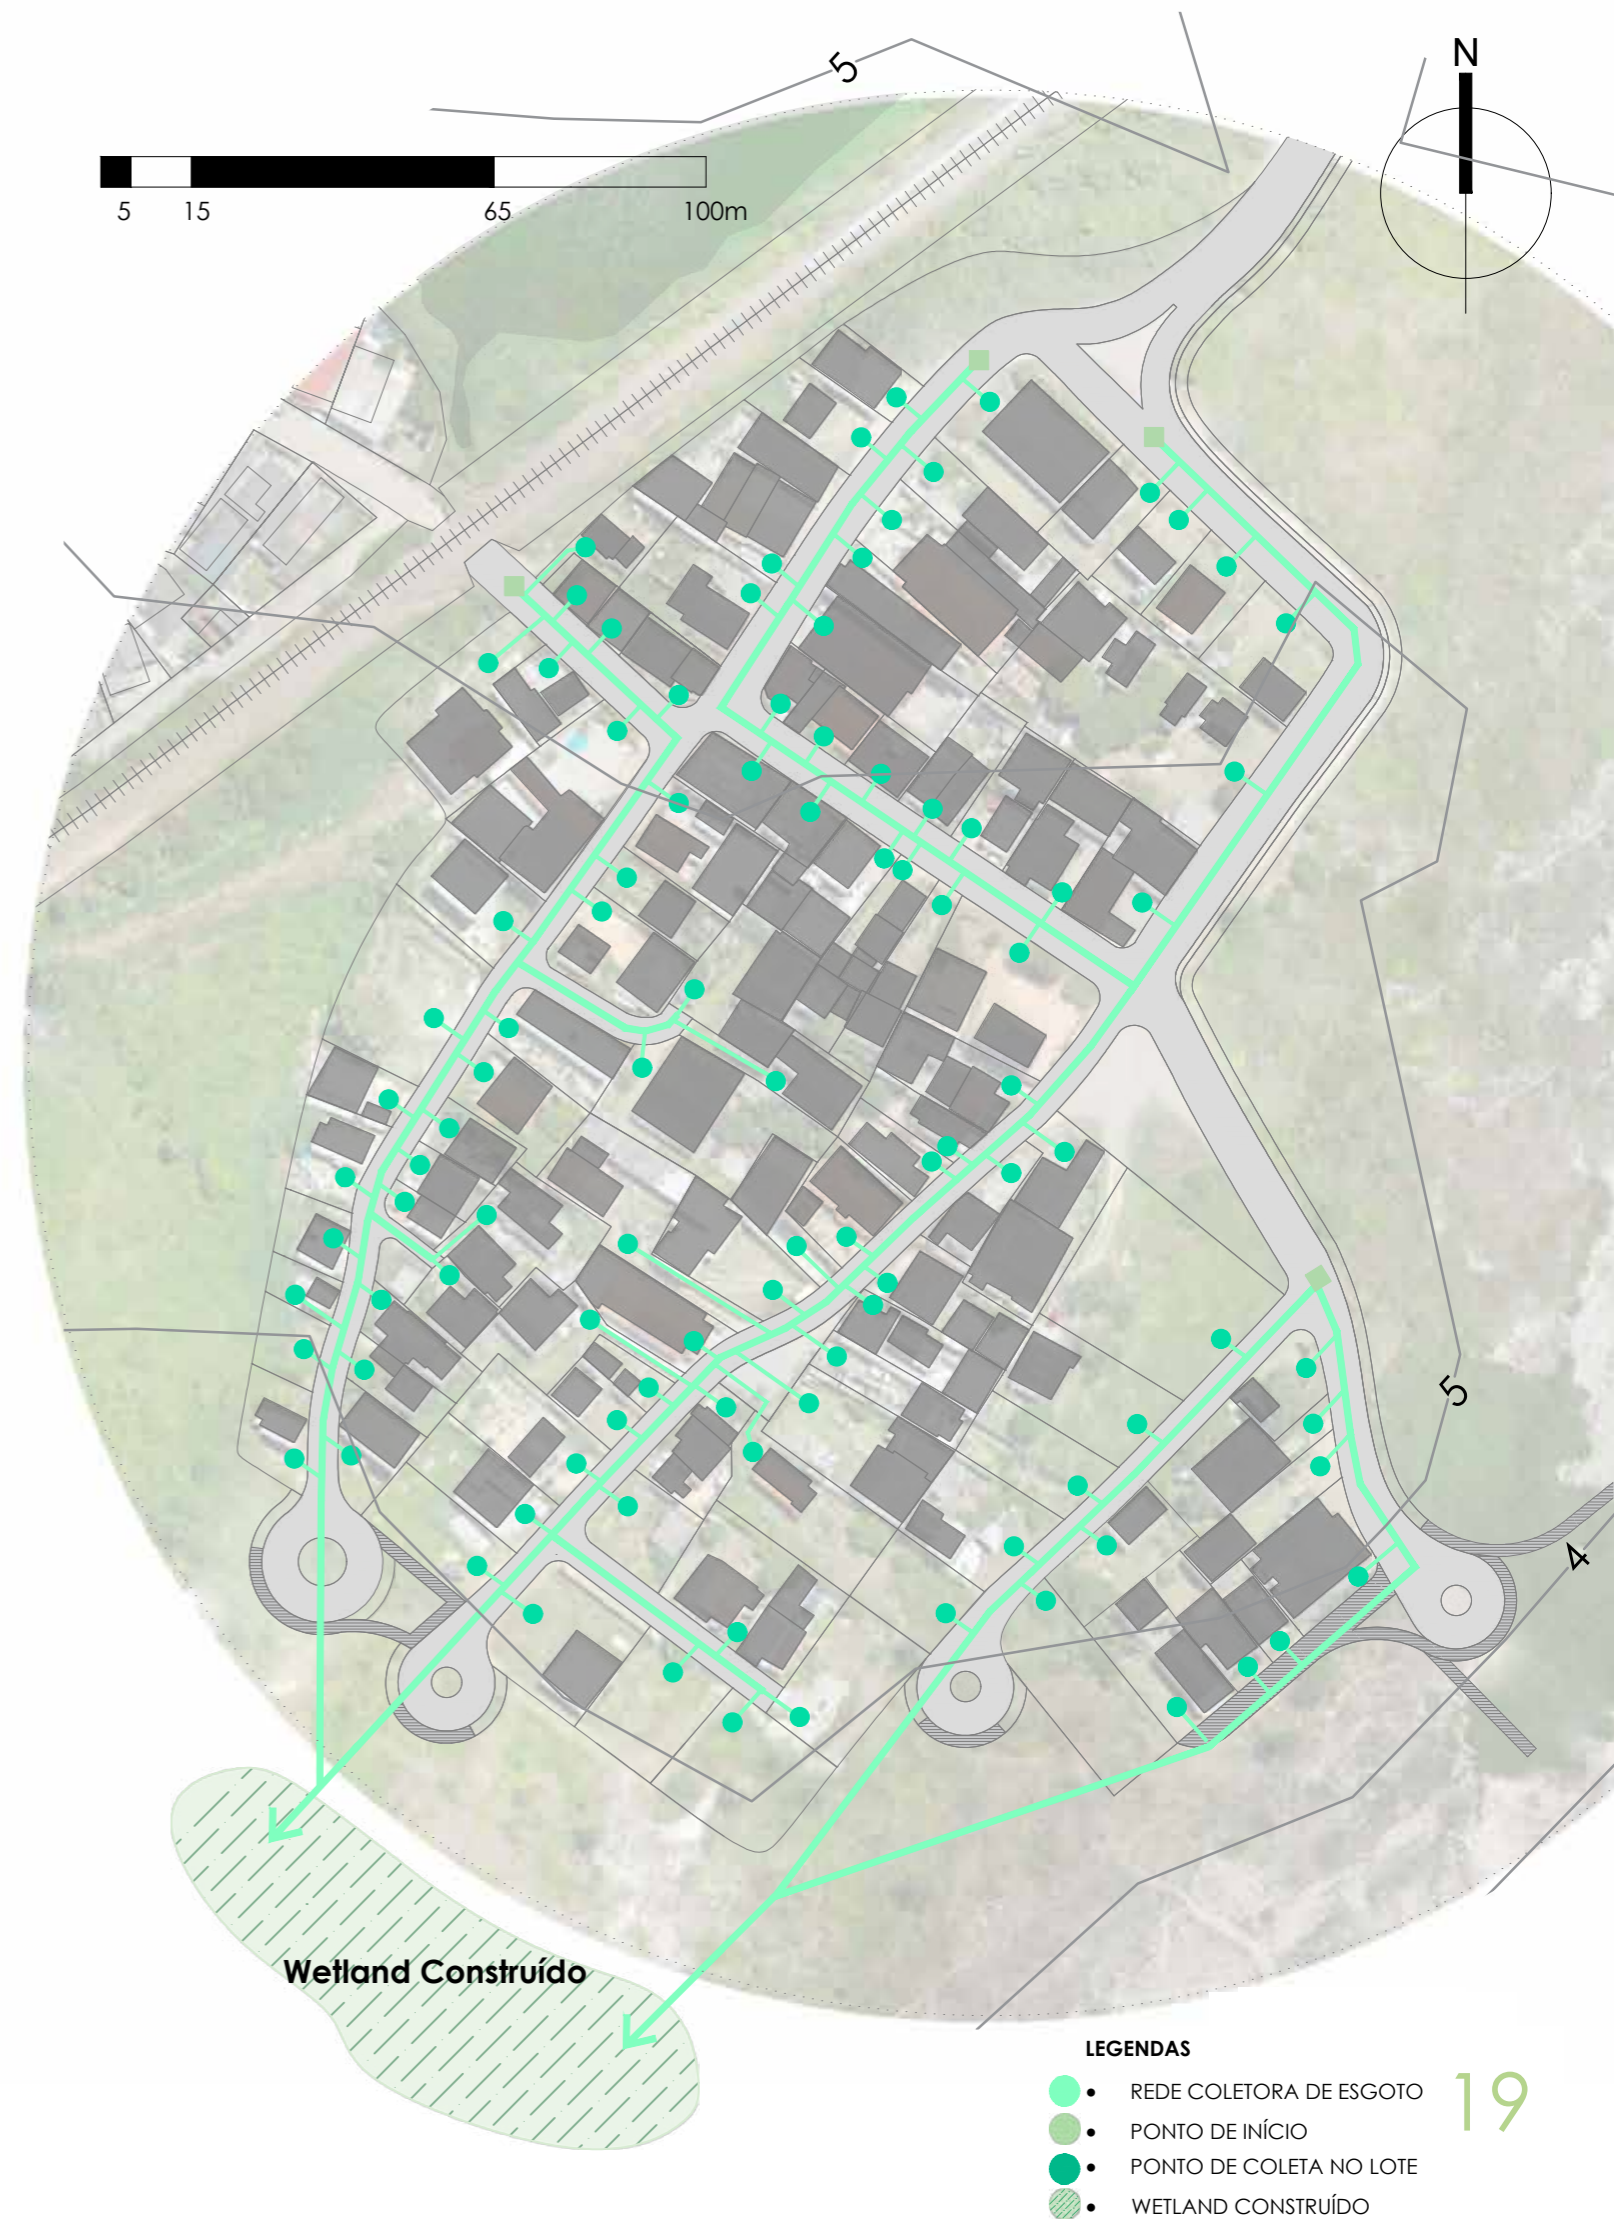 5
N
5 15 65 100m
5
4
Wetland Construído
LEGENDAS
• REDE COLETORA DE ESGOTO
• PONTO DE INÍCIO
• PONTO DE COLETA NO LOTE
• WETLAND CONSTRUÍDO
19